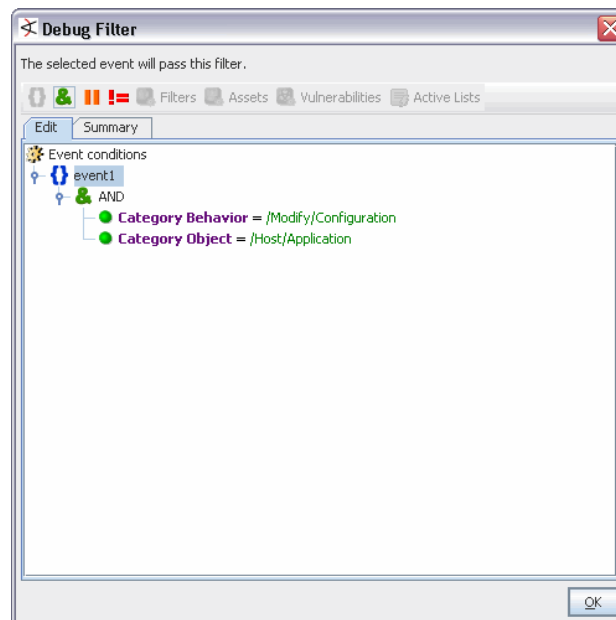 Debug Filter
The selected event will pass this filter.
{} & || != Filters Assets Vulnerabilities Active Lists
Edit Summary
Event conditions
{} event1
& AND
Category Behavior = /Modify/Configuration
Category Object = /Host/Application
OK